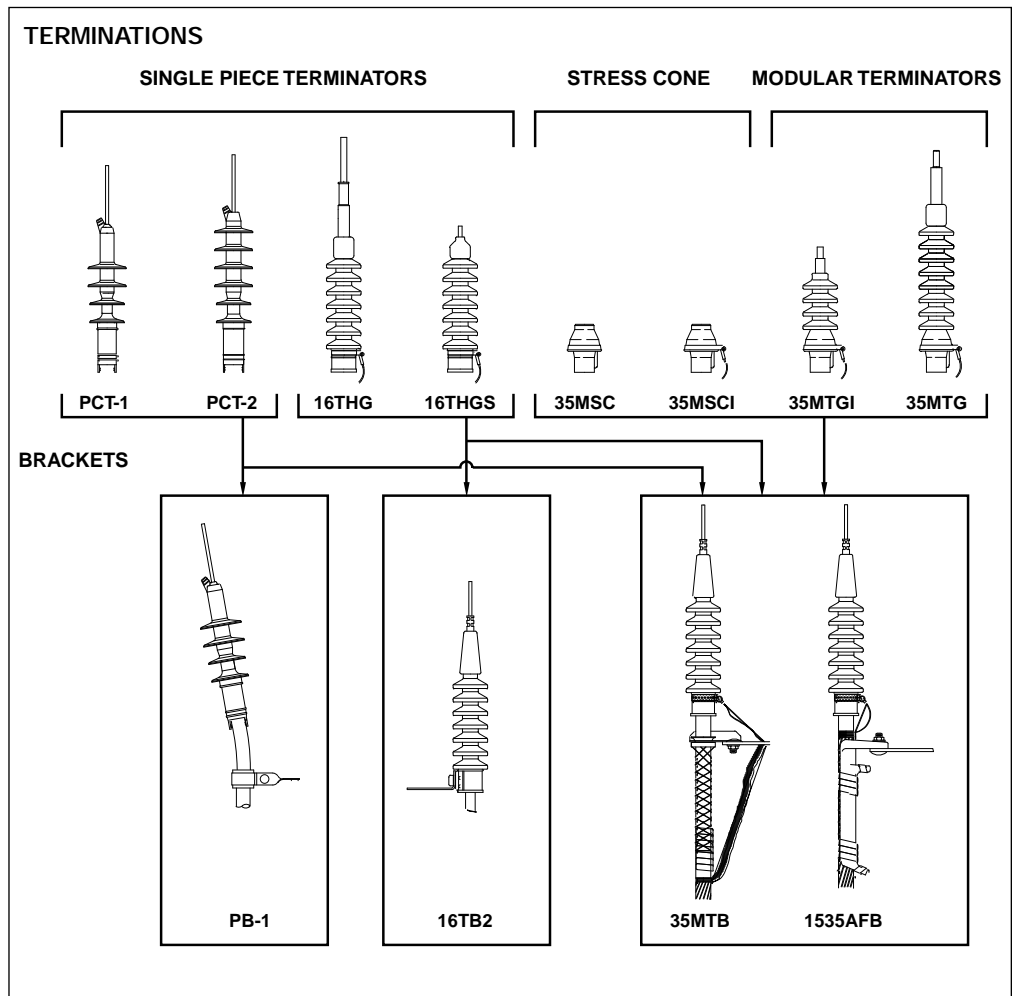 TERMINATIONS
SINGLE PIECE TERMINATORS STRESS CONE MODULAR TERMINATORS
PCT-1 PCT-2 16THG 16THGS 35MSC 35MSCI 35MTGI 35MTG
BRACKETS
PB-1 16TB2 35MTB 1535AFB